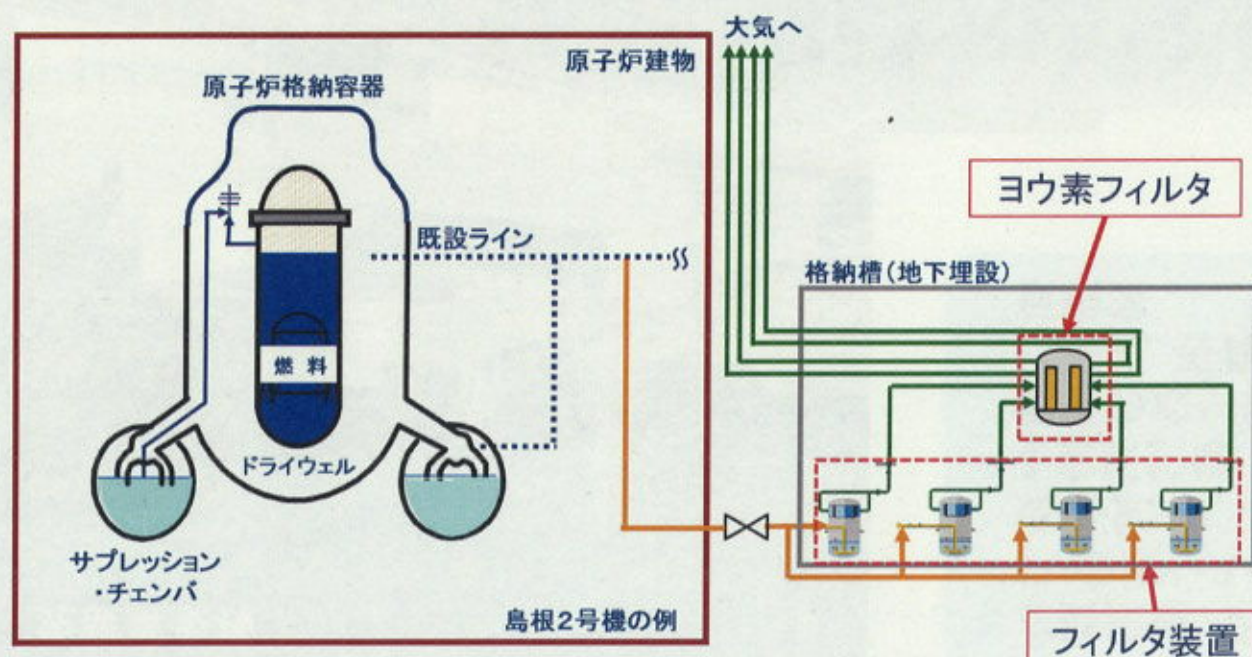 大気へ
原子炉建物
原子炉格納容器
ヨウ素フィルタ
既設ライン
格納槽(地下埋設)
燃料
ドライウェル
サプレッション
・チェンバ
島根2号機の例
フィルタ装置